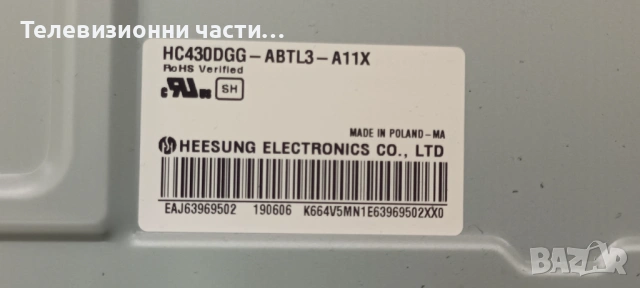 Телевизионни части…
HC430DGG-ABTL3-A11X
RoHS Verified
SH
MADE IN POLAND-MA
HEESUNG ELECTRONICS CO., LTD
EAJ63969502 190606 K664V5MN1E63969502XX0
BAZAR